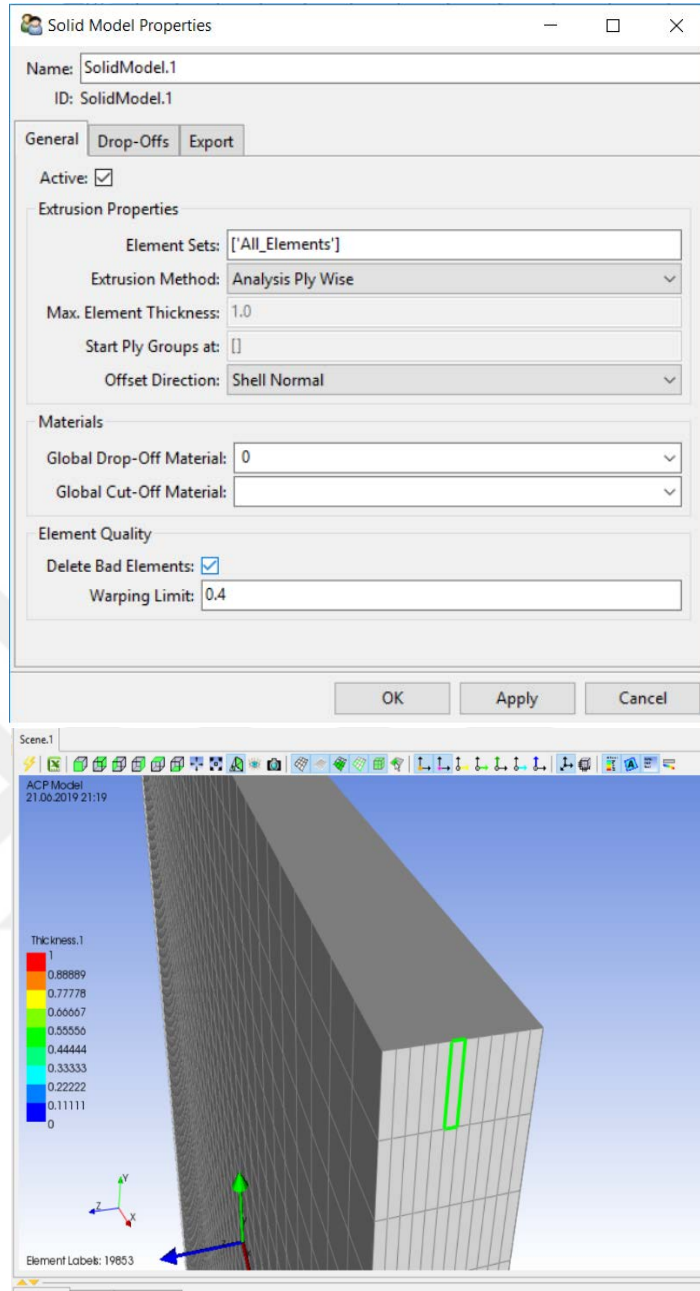 Solid Model Properties
Name: SolidModel.1
ID: SolidModel.1
General Drop-Offs Export
Active:
Extrusion Properties
Element Sets: ['All_Elements']
Extrusion Method: Analysis Ply Wise
Max. Element Thickness: 1.0
Start Ply Groups at: []
Offset Direction: Shell Normal
Materials
Global Drop-Off Material: 0
Global Cut-Off Material:
Element Quality
Delete Bad Elements:
Warping Limit: 0.4
OK Apply Cancel
Scene.1
ACP Model
21.06.2019 21:19
Thickness.1
1
0.88889
0.77778
0.66667
0.55556
0.44444
0.33333
0.22222
0.11111
0
Y
Z
X
Element Labels: 19853